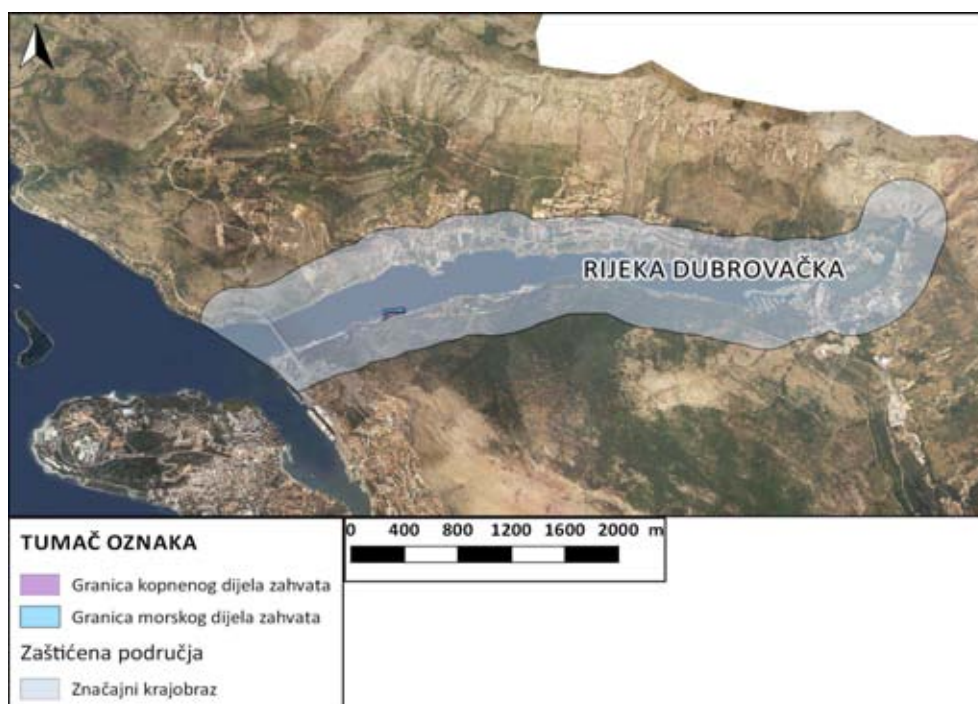 RIJEKA DUBROVAČKA
TUMAČ OZNAKA
Granica kopnenog dijela zahvata
Granica morskog dijela zahvata
Zaštićena područja
Značajni krajobraz
0 400 800 1200 1600 2000 m